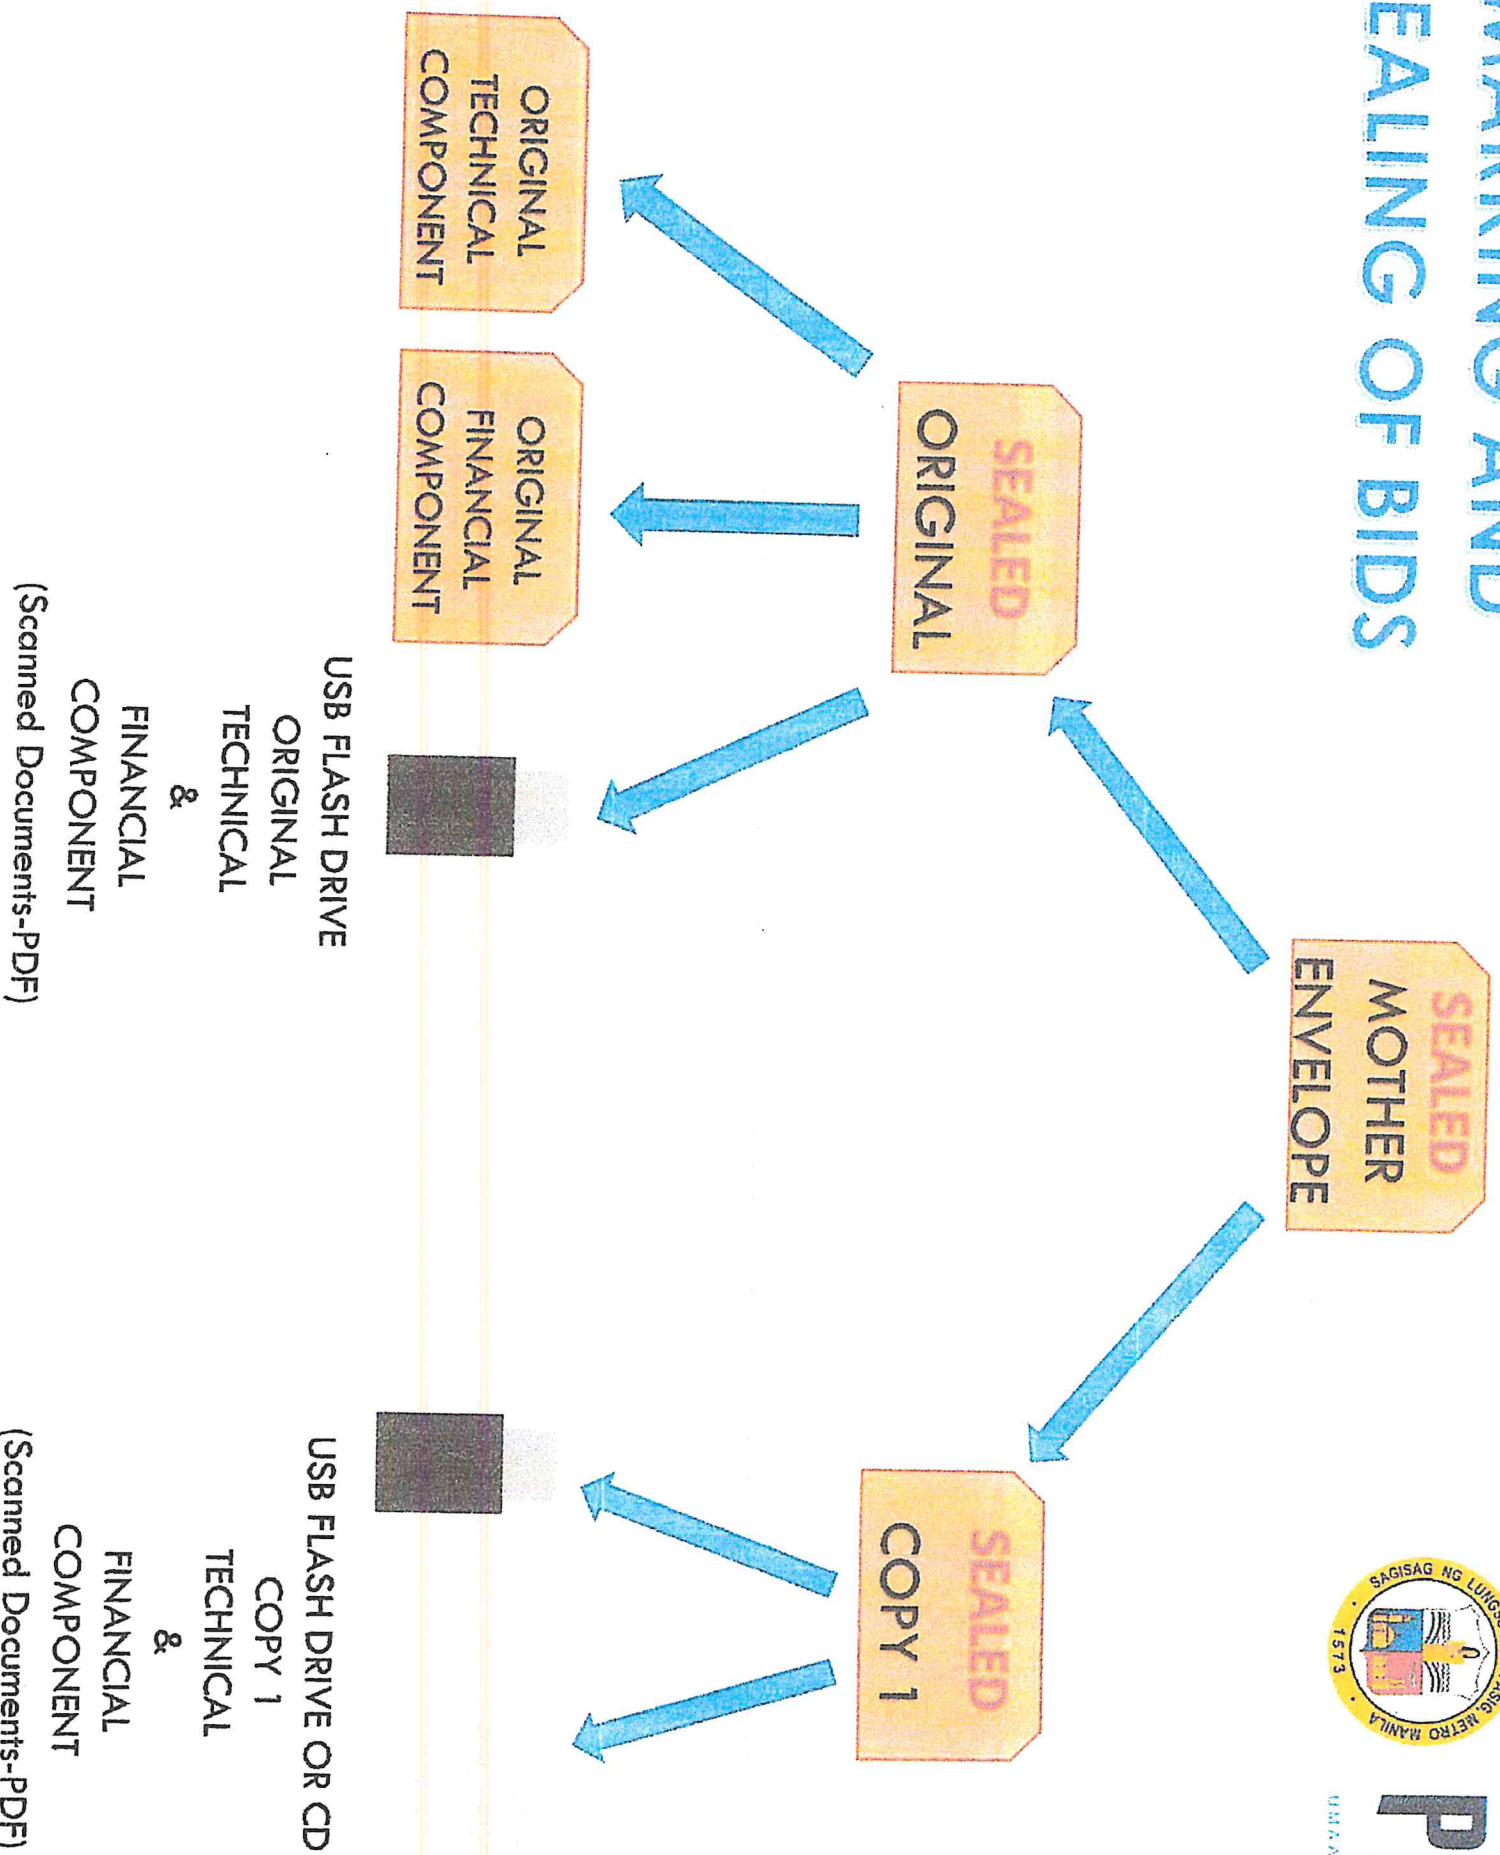 MARKING AND
EALING OF BIDS
SAGISAG NG
METRO MANILA
1573
P
SEALED
MOTHER
ENVELOPE
SEALED
ORIGINAL
SEALED
COPY 1
ORIGINAL
TECHNICAL
COMPONENT
ORIGINAL
FINANCIAL
COMPONENT
USB FLASH DRIVE
ORIGINAL
TECHNICAL
&
FINANCIAL
COMPONENT
(Scanned Documents-PDF)
USB FLASH DRIVE OR CD
COPY 1
TECHNICAL
&
FINANCIAL
COMPONENT
(Scanned Documents-PDF)